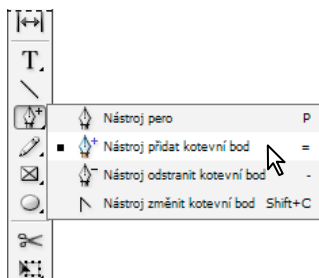 T
Nástroj pero P
Nástroj přidat kotevní bod =
Nástroj odstranit kotevní bod -
Nástroj změnit kotevní bod Shift+C